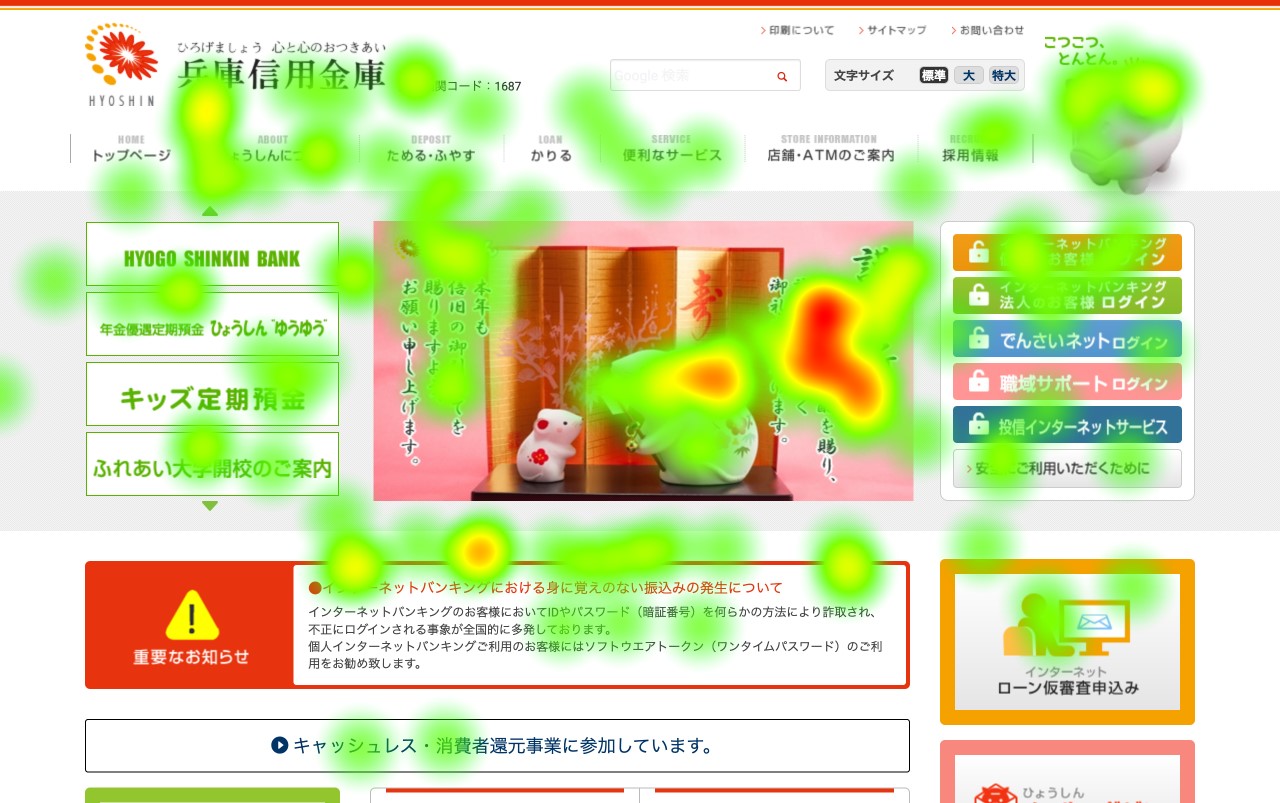 ひろげましょう 心と心のおつきあい
兵庫信用金庫
HYOSHIN
関コード：1687
印刷について
サイトマップ
お問い合わせ
Google 検索
文字サイズ
標準
大
特大
こつこつ、
とんとん。
HOME
トップページ
ABOUT
ょうしんにつ
DEPOSIT
ためる・ふやす
LOAN
かりる
SERVICE
便利なサービス
STORE INFORMATION
店舗・ATMのご案内
採用情報
HYOGO SHINKIN BANK
年金優遇定期預金 ひょうしん "ゆうゆう"
キッズ定期預金
ふれあい大学開校のご案内
寿
本年も
倍旧の御
賜りますよ
お願い申し上げます。
インターネットバンキング
お客様 ログイン
インターネットバンキング
法人のお客様 ログイン
でんさいネット ログイン
職域サポート ログイン
投信インターネットサービス
安 ご利用いただくために
重要なお知らせ
●インターネットバンキングにおける身に覚えのない振込みの発生について
インターネットバンキングのお客様においてIDやパスワード（暗証番号）を何らかの方法により詐取され、
不正にログインされる事象が全国的に多発しております。
個人インターネットバンキングご利用のお客様にはソフトウエアトークン（ワンタイムパスワード）のご利
用をお勧め致します。
キャッシュレス・消費者還元事業に参加しています。
インターネット
ローン仮審査申込み
ひょうしん